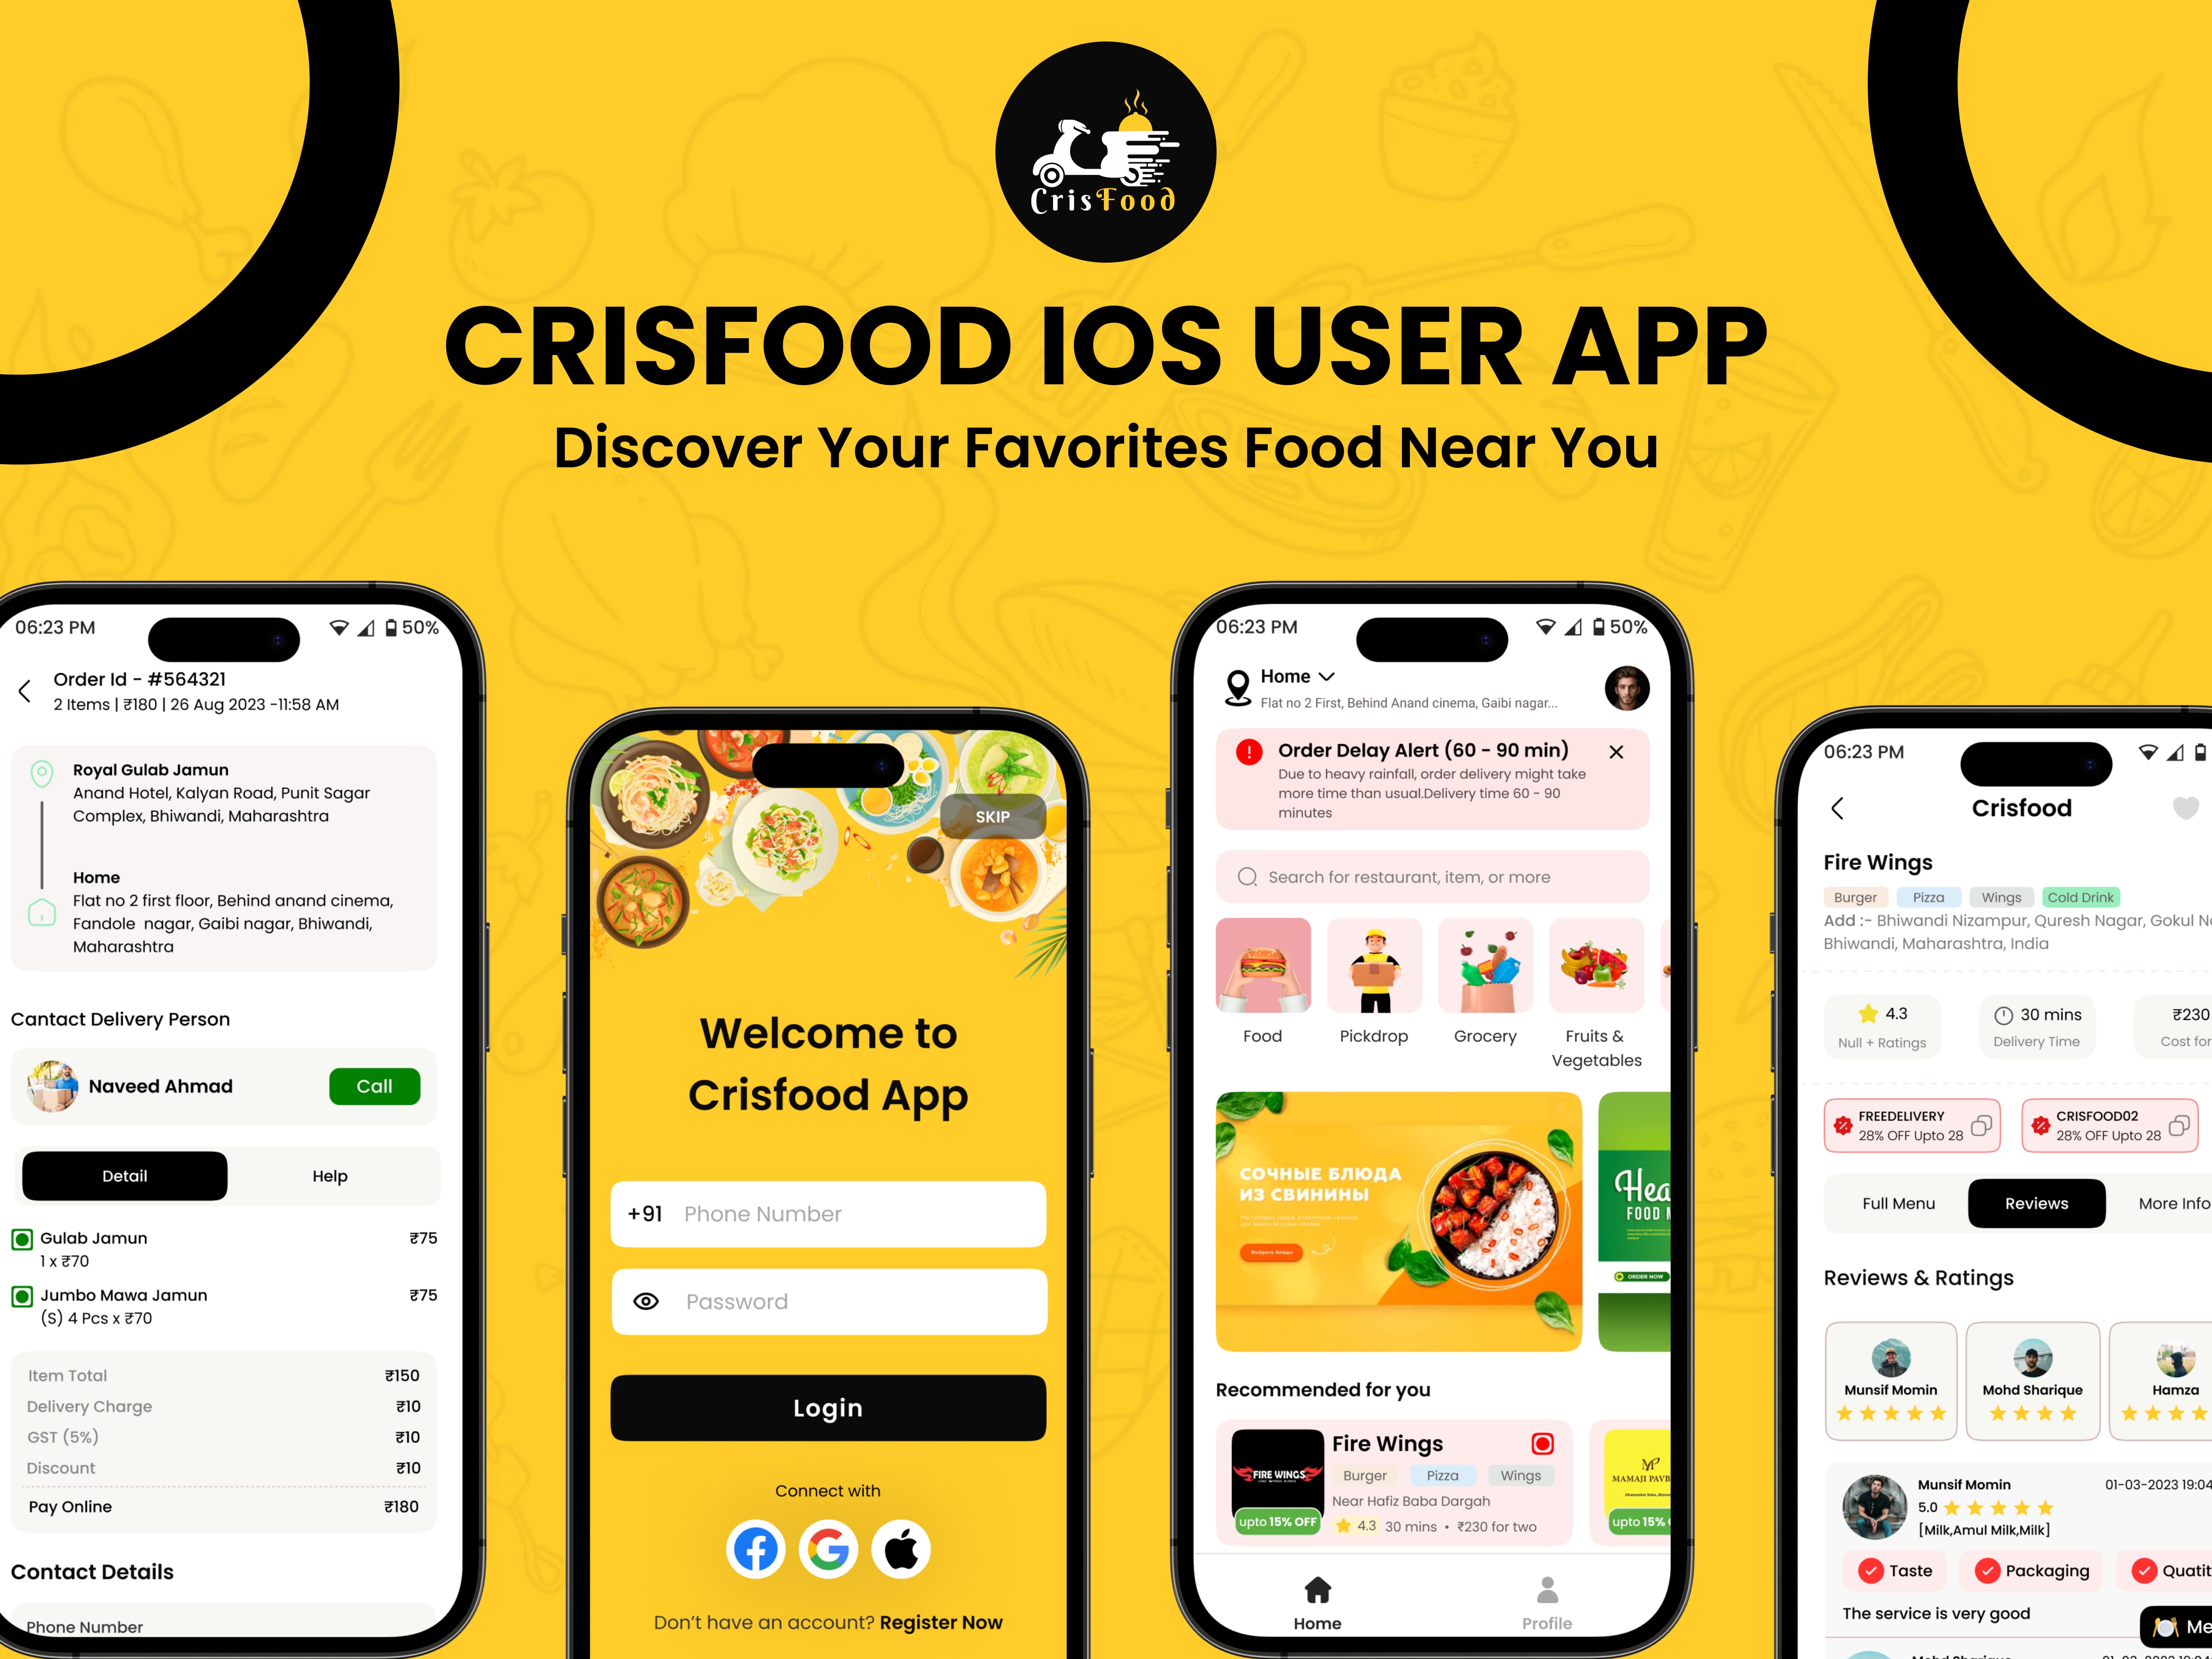 CrisFood
CRISFOOD IOS USER APP
Discover Your Favorites Food Near You
06:23 PM
50%
Order Id - #564321
2 Items | ₹180 | 26 Aug 2023 -11:58 AM
Royal Gulab Jamun
Anand Hotel, Kalyan Road, Punit Sagar
Complex, Bhiwandi, Maharashtra
Home
Flat no 2 first floor, Behind anand cinema,
Fandole nagar, Gaibi nagar, Bhiwandi,
Maharashtra
Cantact Delivery Person
Naveed Ahmad
Call
Detail
Help
Gulab Jamun ₹75
1 x ₹70
Jumbo Mawa Jamun ₹75
(S) 4 Pcs x ₹70
Item Total ₹150
Delivery Charge ₹10
GST (5%) ₹10
Discount ₹10
Pay Online ₹180
Contact Details
Phone Number
SKIP
Welcome to
Crisfood App
+91 Phone Number
Password
Login
Connect with
Don't have an account? Register Now
06:23 PM
50%
Home
Flat no 2 First, Behind Anand cinema, Gaibi nagar...
Order Delay Alert (60 - 90 min)
Due to heavy rainfall, order delivery might take
more time than usual.Delivery time 60 - 90
minutes
Search for restaurant, item, or more
Food
Pickdrop
Grocery
Fruits &
Vegetables
СОЧНЫЕ БЛЮДА
ИЗ СВИНИНЫ
Выбрать блюда
Hea
FOOD M
ORDER NOW
Recommended for you
FIRE WINGS
upto 15% OFF
Fire Wings
Burger
Pizza
Wings
Near Hafiz Baba Dargah
4.3 30 mins • ₹230 for two
MAMAJI PAVB
upto 15%
Home
Profile
06:23 PM
Crisfood
Fire Wings
Burger
Pizza
Wings
Cold Drink
Add :- Bhiwandi Nizampur, Quresh Nagar, Gokul N
Bhiwandi, Maharashtra, India
4.3
Null + Ratings
30 mins
Delivery Time
₹230
Cost for
FREEDELIVERY
28% OFF Upto 28
CRISFOOD02
28% OFF Upto 28
Full Menu
Reviews
More Info
Reviews & Ratings
Munsif Momin
Mohd Sharique
Hamza
Munsif Momin
01-03-2023 19:04
5.0
[Milk,Amul Milk,Milk]
Taste
Packaging
Quatit
The service is very good
Me